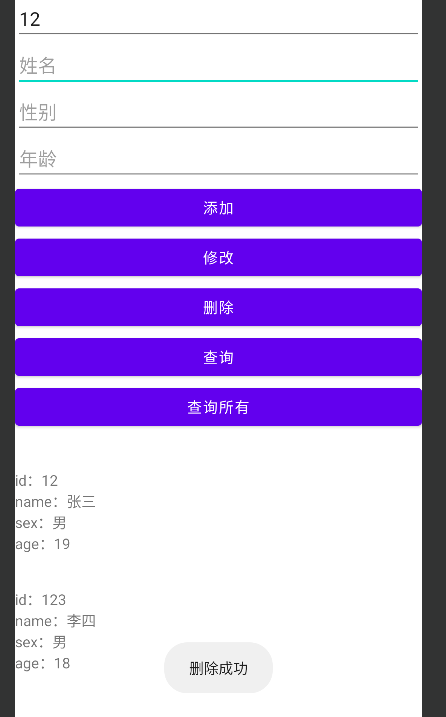 12
姓名
性别
年龄
添加
修改
删除
查询
查询所有
id：12
name：张三
sex：男
age：19
id：123
name：李四
sex：男
age：18
删除成功